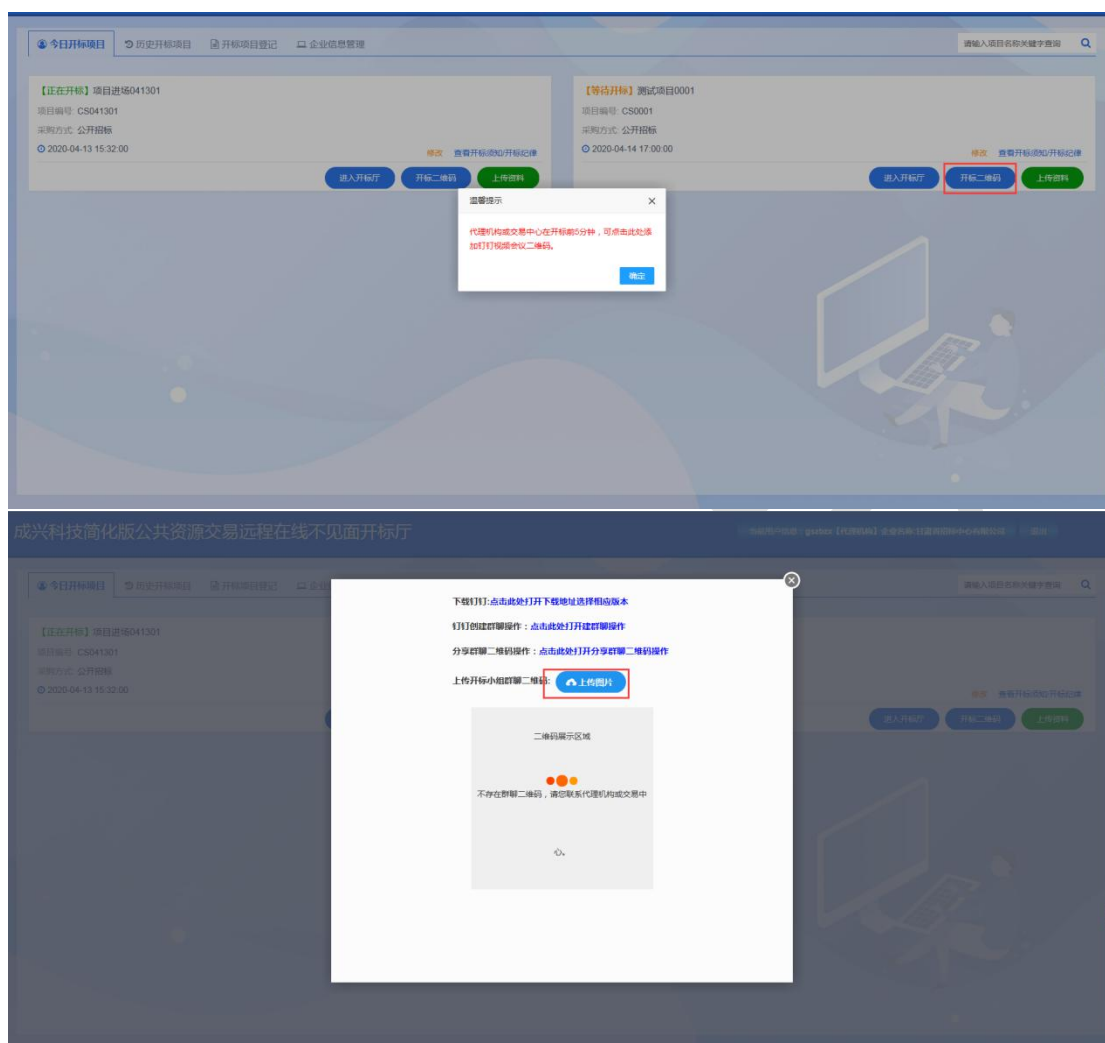 今日开标项目 历史开标项目 开标项目登记 企业信息管理 请输入项目名称关键字查询
【正在开标】项目进场041301
项目编号: CS041301
采购方式: 公开招标
2020-04-13 15:32:00
修改 查看开标须知/开标纪律
进入开标厅 开标二维码 上传资料
【等待开标】测试项目0001
项目编号: CS0001
采购方式: 公开招标
2020-04-14 17:00:00
修改 查看开标须知/开标纪律
进入开标厅 开标二维码 上传资料
温馨提示
代理机构或交易中心在开标前5分钟，可点击此处添
加钉钉视频会议二维码。
确定
成兴科技简化版公共资源交易远程在线不见面开标厅
今日开标项目 历史开标项目 开标项目登记 请输入项目名称关键字查询
【正在开标】项目进场041301
项目编号: CS041301
采购方式: 公开招标
2020-04-13 15:32:00
修改 查看开标须知/开标纪律
进入开标厅 开标二维码 上传资料
下载钉钉:点击此处打开下载地址选择相应版本
钉钉创建群聊操作：点击此处打开建群聊操作
分享群聊二维码操作：点击此处打开分享群聊二维码操作
上传开标小组群聊二维码: 上传图片
二维码展示区域
不存在群聊二维码，请您联系代理机构或交易中
心。